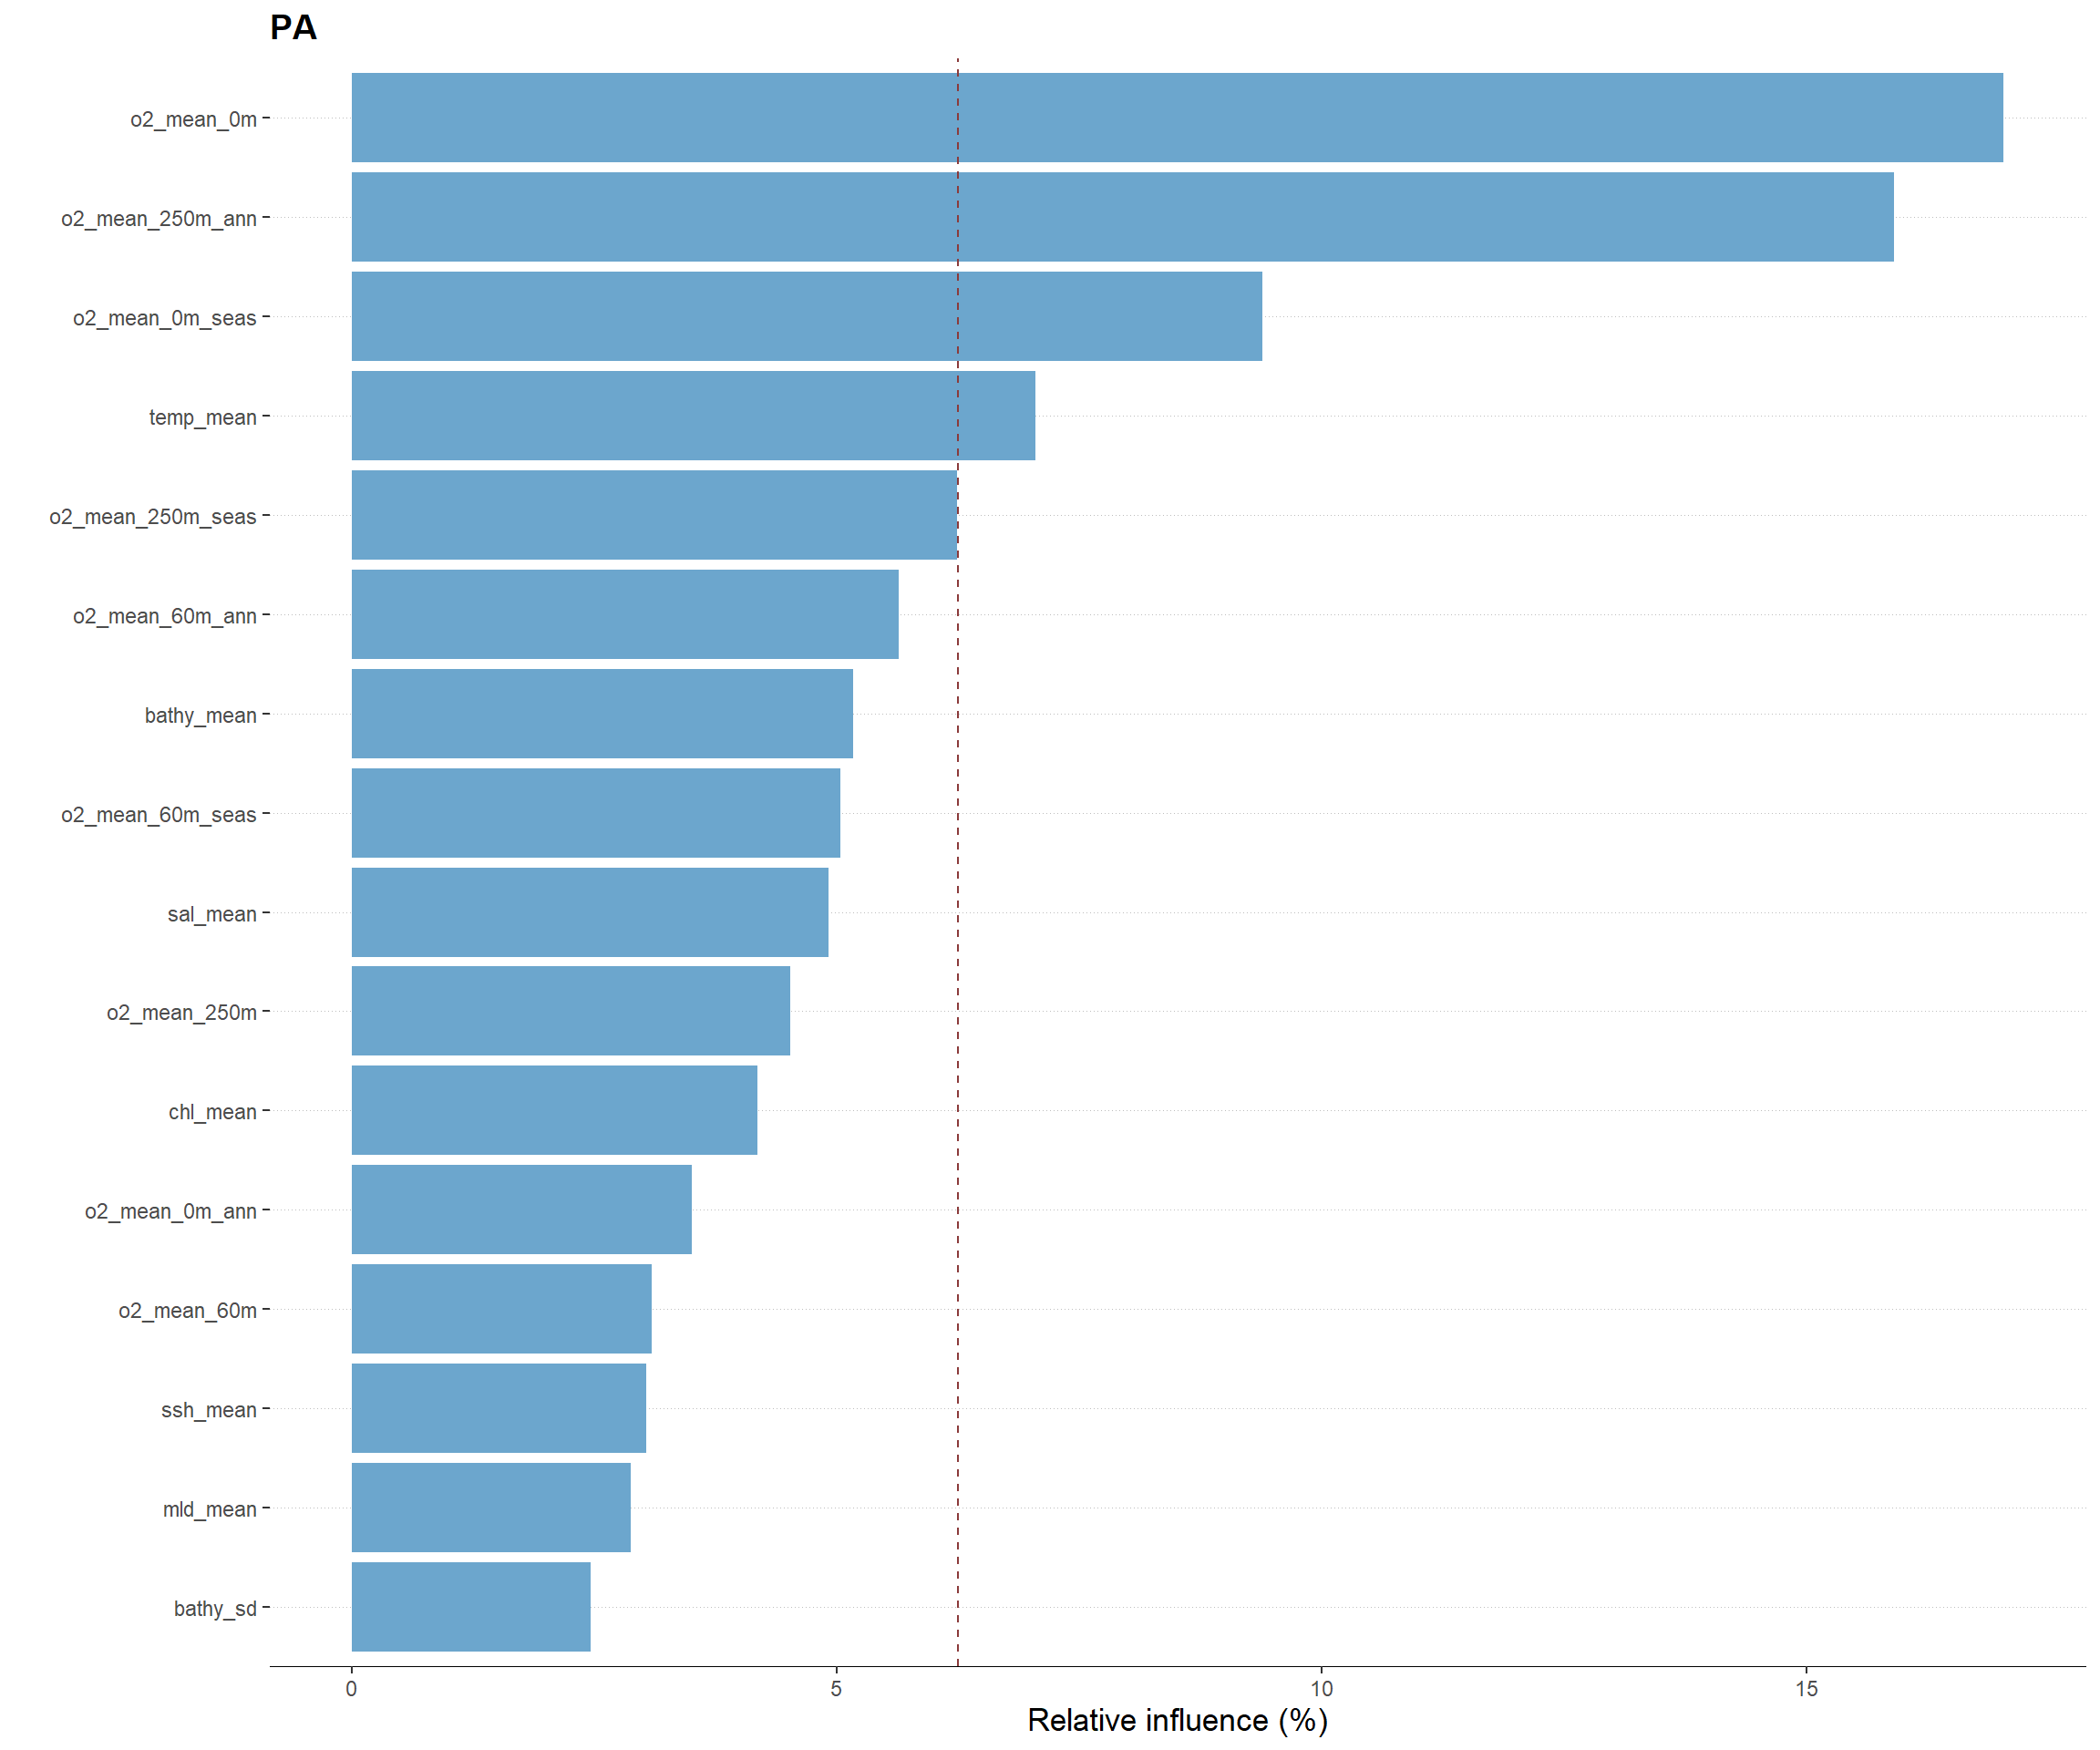 PA
o2_mean_0m
o2_mean_250m_ann
o2_mean_0m_seas
temp_mean
o2_mean_250m_seas
o2_mean_60m_ann
bathy_mean
o2_mean_60m_seas
sal_mean
o2_mean_250m
chl_mean
o2_mean_0m_ann
o2_mean_60m
ssh_mean
mld_mean
bathy_sd
0 5 10 15
Relative influence (%)